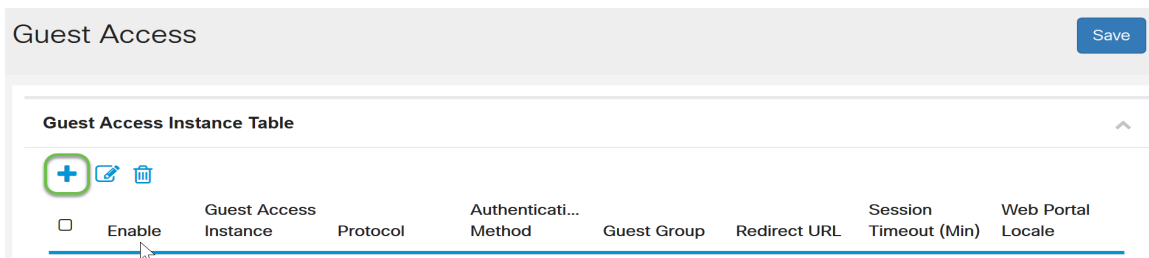 Guest Access
Save
Guest Access Instance Table
Enable
Guest Access Instance
Protocol
Authenticati... Method
Guest Group
Redirect URL
Session Timeout (Min)
Web Portal Locale